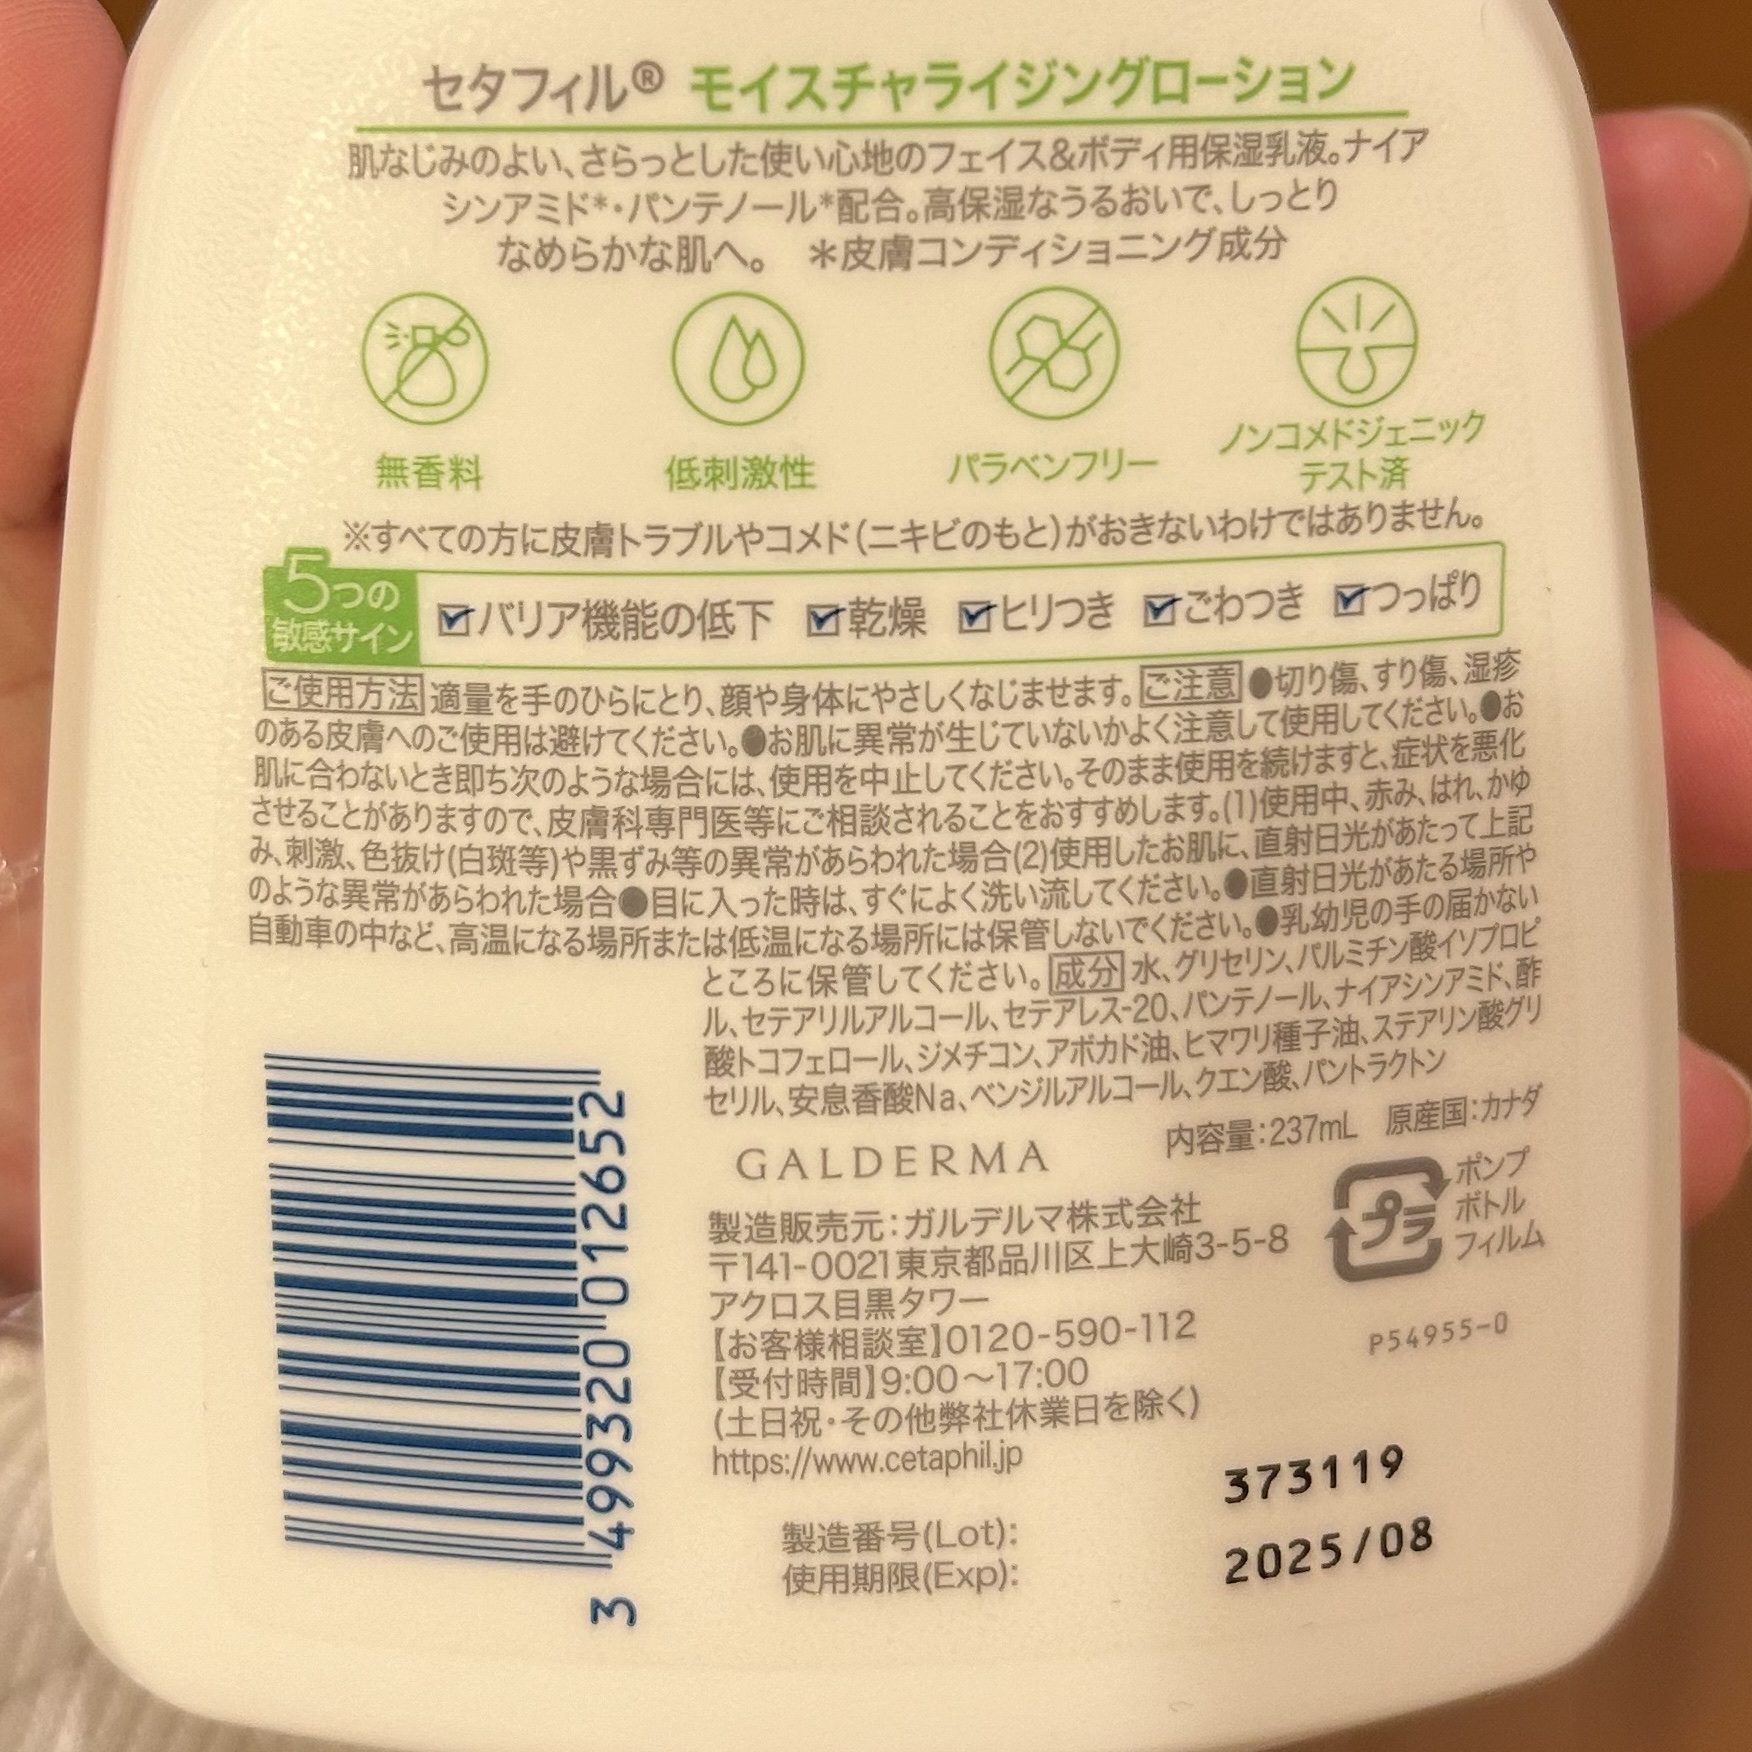 セタフィル® モイスチャライジングローション
肌なじみのよい、さらっとした使い心地のフェイス&ボディ用保湿乳液。ナイア
シンアミド*・パンテノール*配合。高保湿なうるおいで、しっとり
なめらかな肌へ。 *皮膚コンディショニング成分
無香料
低刺激性
パラベンフリー
ノンコメドジェニック
テスト済
※すべての方に皮膚トラブルやコメド(ニキビのもと)がおきないわけではありません。
5つの
敏感サイン
バリア機能の低下 乾燥 ヒリつき ごわつき つっぱり
ご使用方法 適量を手のひらにとり、顔や身体にやさしくなじませます。 ご注意 ●切り傷、すり傷、湿疹
のある皮膚へのご使用は避けてください。●お肌に異常が生じていないかよく注意して使用してください。●お
肌に合わないとき即ち次のような場合には、使用を中止してください。そのまま使用を続けますと、症状を悪化
させることがありますので、皮膚科専門医等にご相談されることをおすすめします。(1)使用中、赤み、はれ、かゆ
み、刺激、色抜け(白斑等)や黒ずみ等の異常があらわれた場合(2)使用したお肌に、直射日光があたって上記
のような異常があらわれた場合●目に入った時は、すぐによく洗い流してください。●直射日光があたる場所や
自動車の中など、高温になる場所または低温になる場所には保管しないでください。●乳幼児の手の届かない
ところに保管してください。 成分 水、グリセリン、パルミチン酸イソプロピ
ル、セテアリルアルコール、セテアレス-20、パンテノール、ナイアシンアミド、酢
酸トコフェロール、ジメチコン、アボカド油、ヒマワリ種子油、ステアリン酸グリ
セリル、安息香酸Na、ベンジルアルコール、クエン酸、パントラクトン
内容量:237mL 原産国:カナダ
GALDERMA
製造販売元:ガルデルマ株式会社
〒141-0021東京都品川区上大崎3-5-8
アクロス目黒タワー
【お客様相談室】0120-590-112
【受付時間】9:00〜17:00
(土日祝・その他弊社休業日を除く)
https://www.cetaphil.jp
プラ
ポンプ
ボトル
フィルム
P54955-0
製造番号(Lot): 373119
使用期限(Exp): 2025/08
3 499320 012652